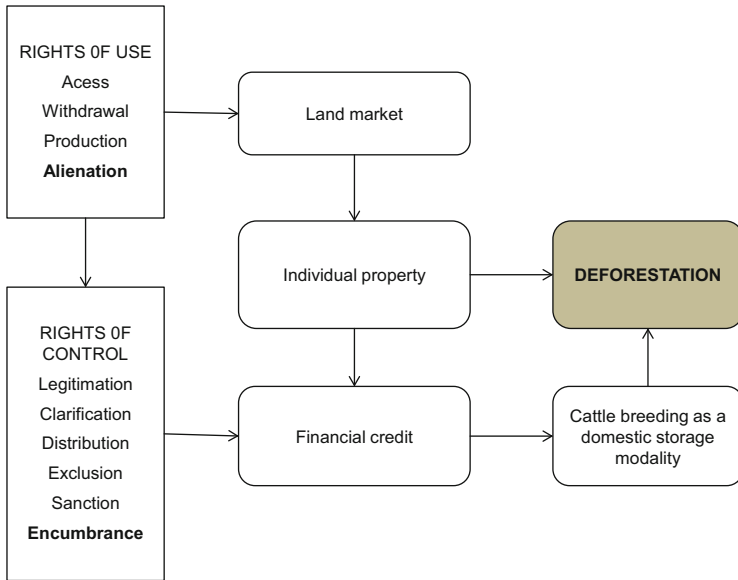 RIGHTS 0F USE
Acess
Withdrawal
Production
Alienation
Land market
Individual property
DEFORESTATION
RIGHTS 0F
CONTROL
Legitimation
Clarification
Distribution
Exclusion
Sanction
Encumbrance
Financial credit
Cattle breeding as a
domestic storage
modality